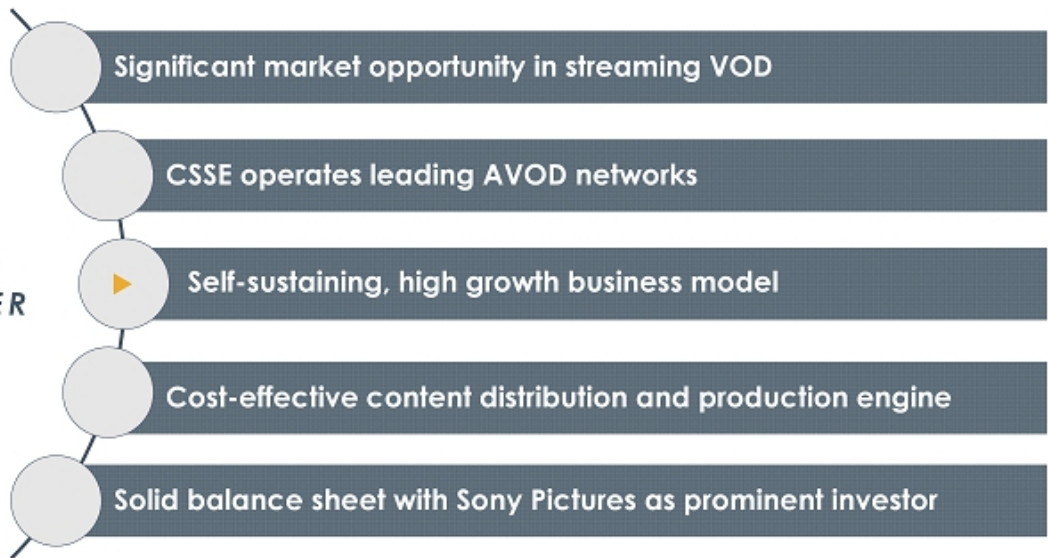 Significant market opportunity in streaming VOD
CSSE operates leading AVOD networks
Self-sustaining, high growth business model
ER
Cost-effective content distribution and production engine
Solid balance sheet with Sony Pictures as prominent investor